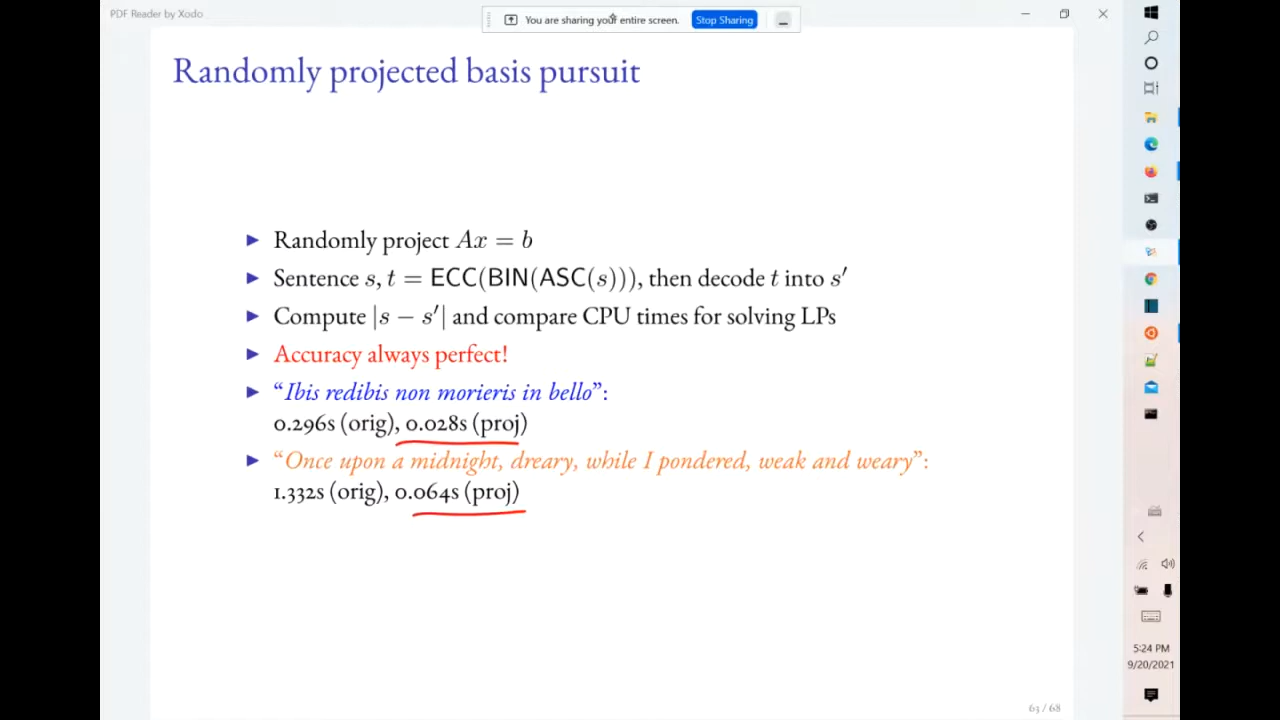 PDF Reader by Xodo
You are sharing your entire screen. Stop Sharing
Randomly projected basis pursuit
► Randomly project Ax = b
► Sentence s, t = ECC(BIN(ASC(s))), then decode t into s′
► Compute |s − s′| and compare CPU times for solving LPs
► Accuracy always perfect!
► “Ibis redibis non morieris in bello”:
0.296s (orig), 0.028s (proj)
► “Once upon a midnight, dreary, while I pondered, weak and weary”:
1.332s (orig), 0.064s (proj)
5:24 PM
9/20/2021
63 / 68